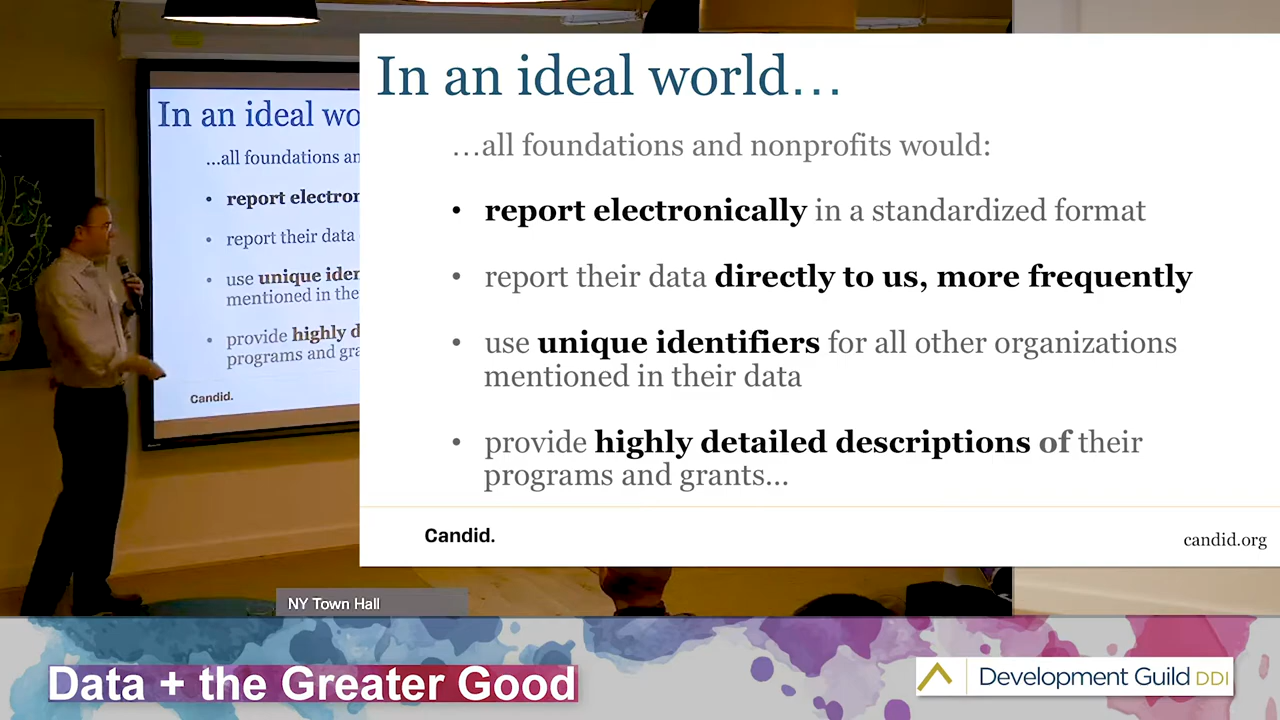 In an ideal world…
…all foundations and nonprofits would:
• report electronically in a standardized format
• report their data directly to us, more frequently
• use unique identifiers for all other organizations
mentioned in their data
• provide highly detailed descriptions of their
programs and grants...
Candid.
candid.org
In an ideal wo
...all foundations an
• report electron
• report their data
• use unique iden
mentioned in the
• provide highly d
programs and gra
Candid.
NY Town Hall
Data + the Greater Good
Development Guild DDI